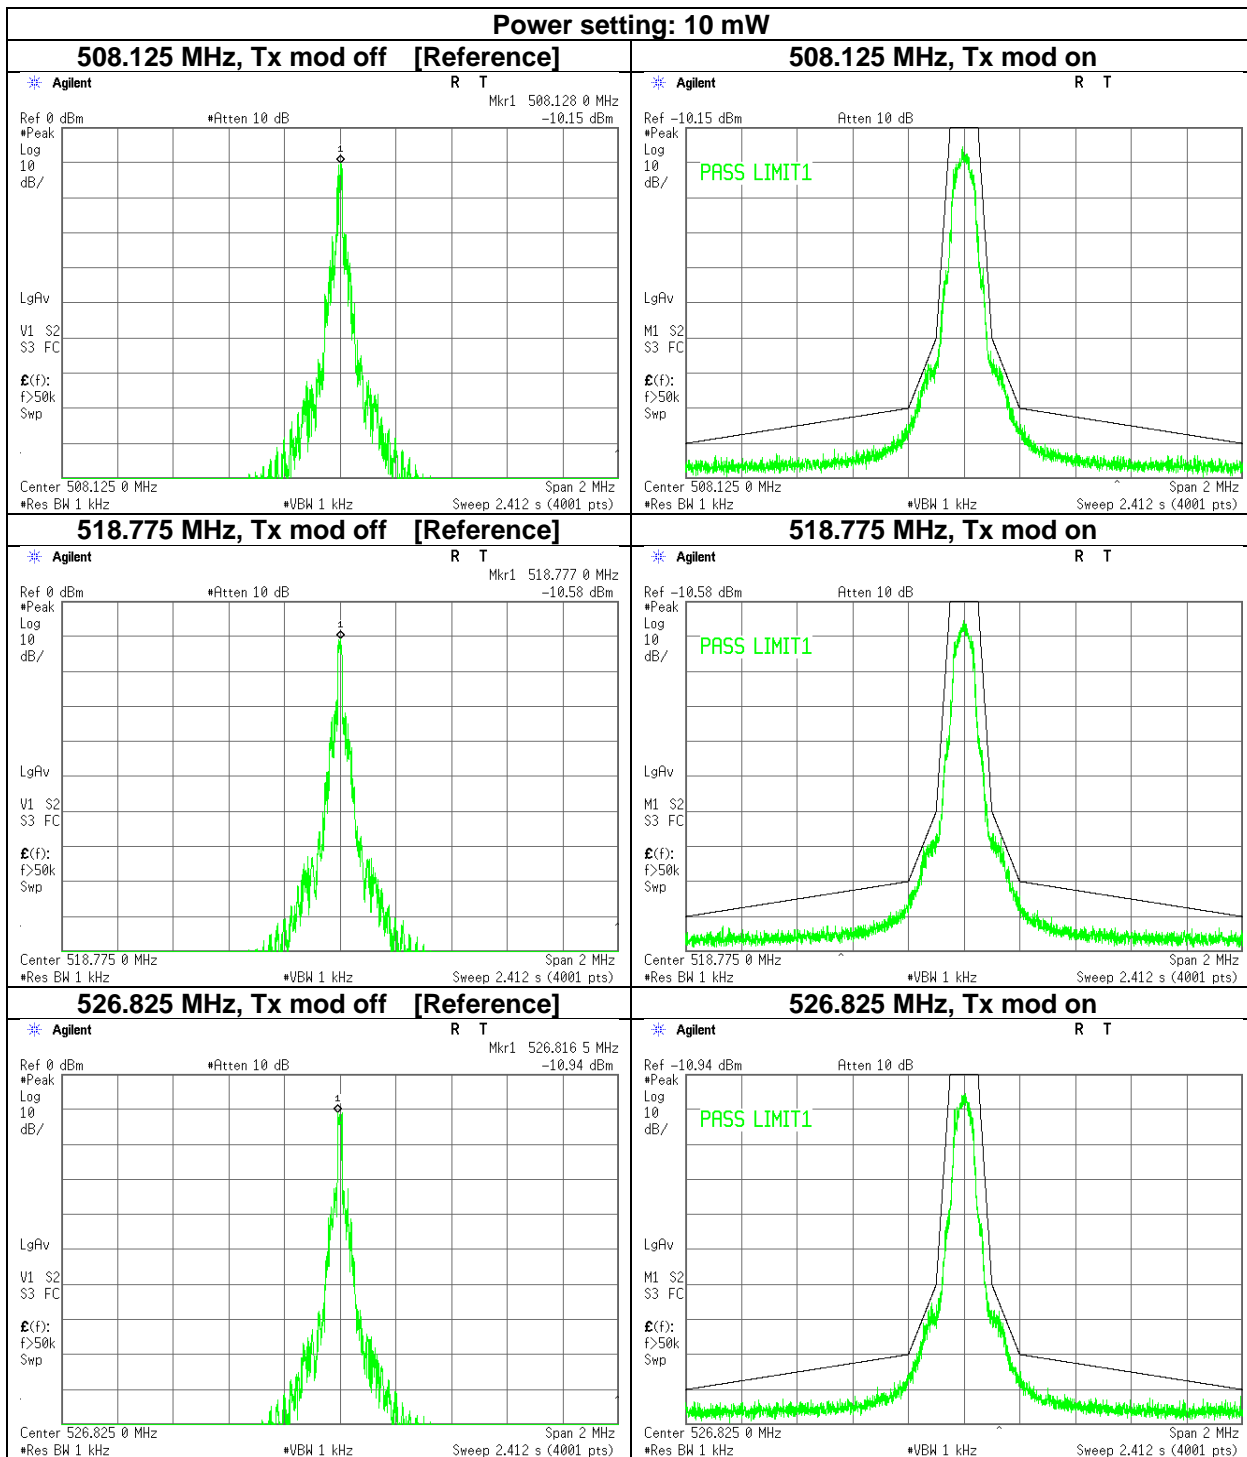 Power setting: 10 mW
508.125 MHz, Tx mod off [Reference]
508.125 MHz, Tx mod on
Agilent R T
Mkr1 508.128 0 MHz
Ref 0 dBm #Atten 10 dB -10.15 dBm
#Peak
Log
10
dB/
1
LgAv
V1 S2
S3 FC
£(f):
f>50k
Swp
Center 508.125 0 MHz Span 2 MHz
#Res BW 1 kHz #VBW 1 kHz Sweep 2.412 s (4001 pts)
Agilent R T
Ref -10.15 dBm Atten 10 dB
#Peak
Log
10
dB/
PASS LIMIT1
LgAv
M1 S2
S3 FC
£(f):
f>50k
Swp
Center 508.125 0 MHz Span 2 MHz
#Res BW 1 kHz #VBW 1 kHz Sweep 2.412 s (4001 pts)
518.775 MHz, Tx mod off [Reference]
518.775 MHz, Tx mod on
Agilent R T
Mkr1 518.777 0 MHz
Ref 0 dBm #Atten 10 dB -10.58 dBm
#Peak
Log
10
dB/
1
LgAv
V1 S2
S3 FC
£(f):
f>50k
Swp
Center 518.775 0 MHz Span 2 MHz
#Res BW 1 kHz #VBW 1 kHz Sweep 2.412 s (4001 pts)
Agilent R T
Ref -10.58 dBm Atten 10 dB
#Peak
Log
10
dB/
PASS LIMIT1
LgAv
M1 S2
S3 FC
£(f):
f>50k
Swp
Center 518.775 0 MHz Span 2 MHz
#Res BW 1 kHz #VBW 1 kHz Sweep 2.412 s (4001 pts)
526.825 MHz, Tx mod off [Reference]
526.825 MHz, Tx mod on
Agilent R T
Mkr1 526.816 5 MHz
Ref 0 dBm #Atten 10 dB -10.94 dBm
#Peak
Log
10
dB/
1
LgAv
V1 S2
S3 FC
£(f):
f>50k
Swp
Center 526.825 0 MHz Span 2 MHz
#Res BW 1 kHz #VBW 1 kHz Sweep 2.412 s (4001 pts)
Agilent R T
Ref -10.94 dBm Atten 10 dB
#Peak
Log
10
dB/
PASS LIMIT1
LgAv
M1 S2
S3 FC
£(f):
f>50k
Swp
Center 526.825 0 MHz Span 2 MHz
#Res BW 1 kHz #VBW 1 kHz Sweep 2.412 s (4001 pts)